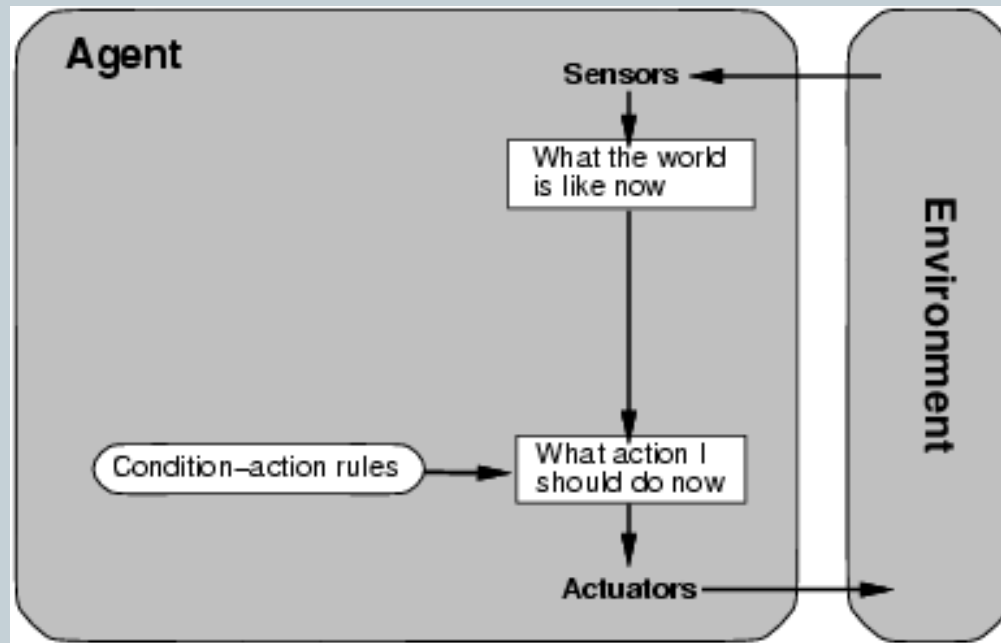 Agent
Sensors
What the world
is like now
Environment
Condition–action rules
What action I
should do now
Actuators